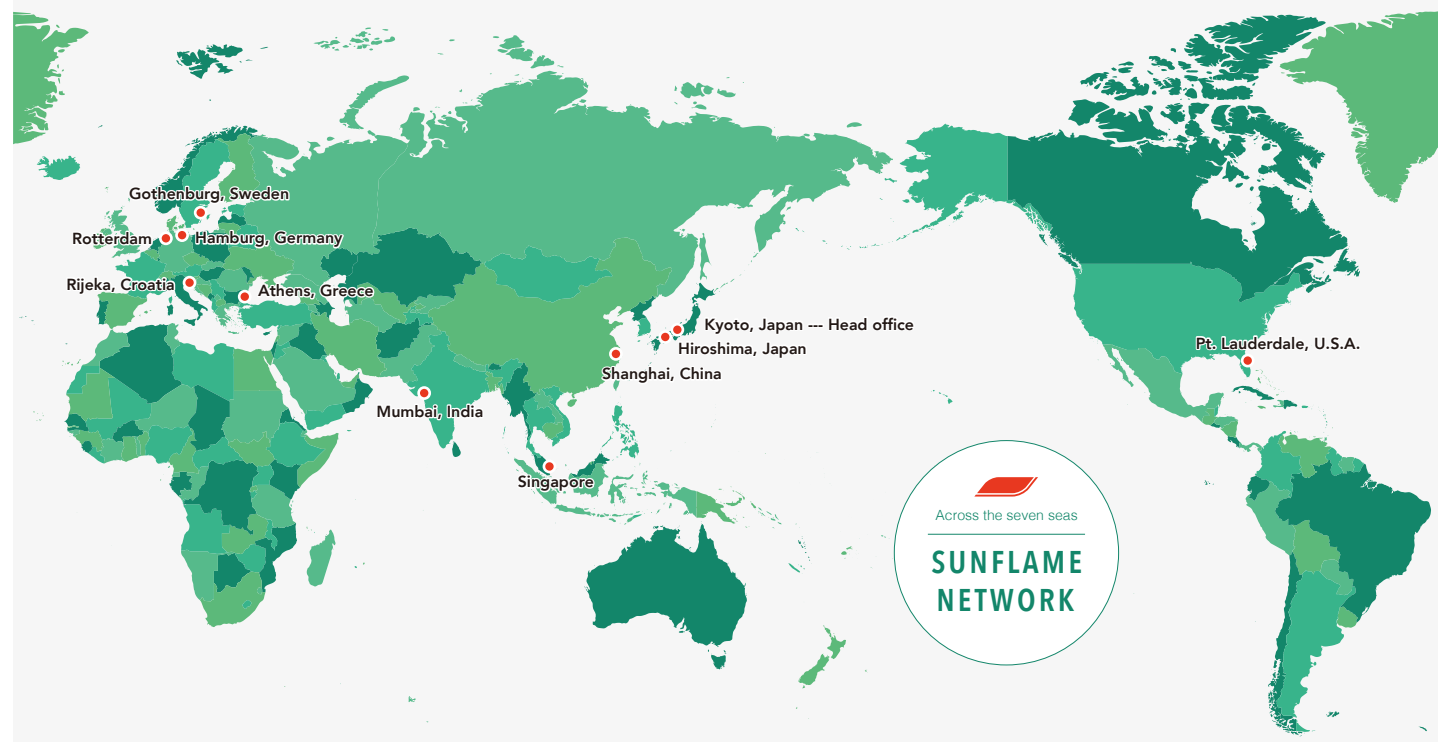 Gothenburg, Sweden
Rotterdam
Hamburg, Germany
Rijeka, Croatia
Athens, Greece
Kyoto, Japan --- Head office
Hiroshima, Japan
Pt. Lauderdale, U.S.A.
Shanghai, China
Mumbai, India
Singapore
Across the seven seas
SUNFLAME
NETWORK